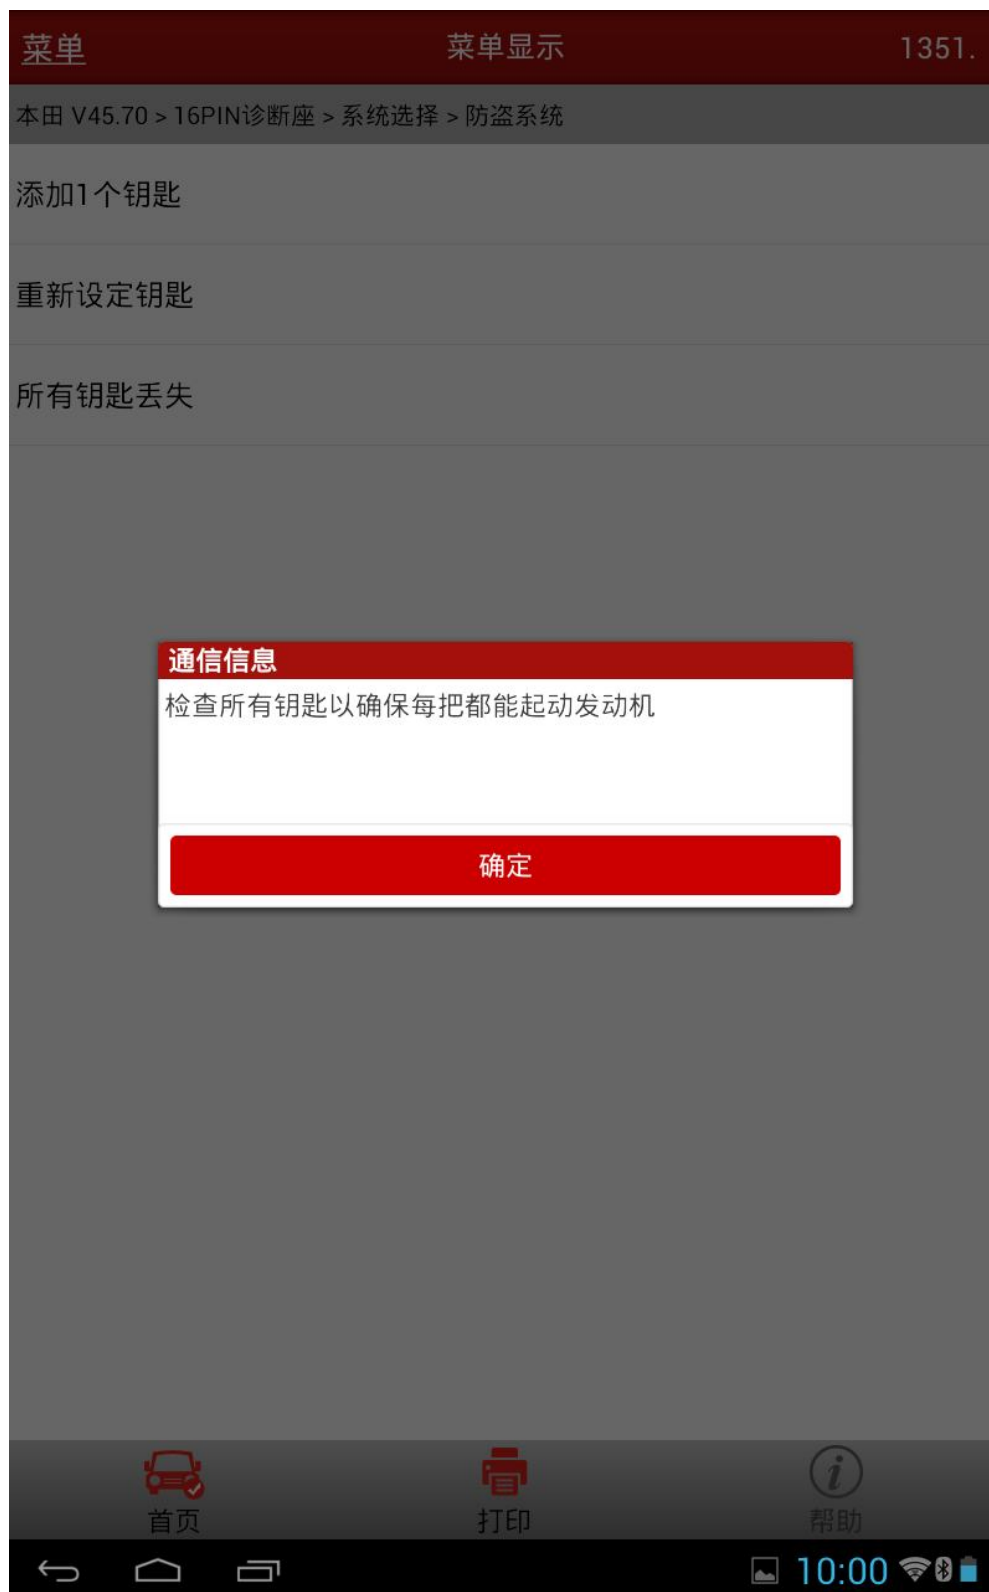 菜单
菜单显示
1351.
本田 V45.70 > 16PIN诊断座 > 系统选择 > 防盗系统
添加1个钥匙
重新设定钥匙
所有钥匙丢失
通信信息
检查所有钥匙以确保每把都能起动发动机
确定
首页
打印
帮助
10:00